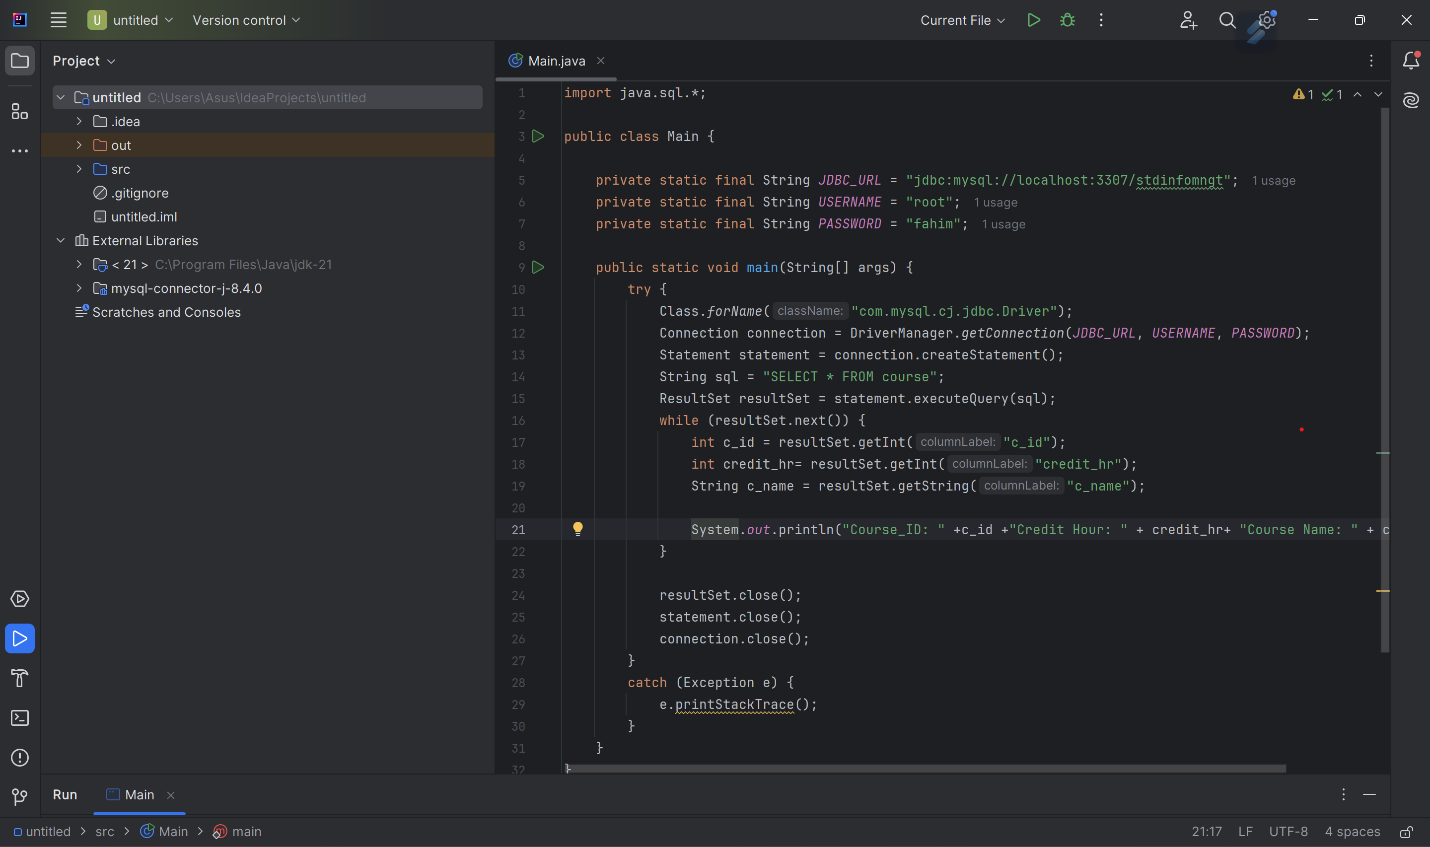 untitled
Version control
Current File
Project
Main.java
untitled C:\Users\Asus\IdeaProjects\untitled
.idea
out
src
.gitignore
untitled.iml
External Libraries
< 21 > C:\Program Files\Java\jdk-21
mysql-connector-j-8.4.0
Scratches and Consoles
1 import java.sql.*;
1 1
2
3 public class Main {
4
5 private static final String JDBC_URL = "jdbc:mysql://localhost:3307/stdinfomngt"; 1 usage
6 private static final String USERNAME = "root"; 1 usage
7 private static final String PASSWORD = "fahim"; 1 usage
8
9 public static void main(String[] args) {
10 try {
11 Class.forName( className: "com.mysql.cj.jdbc.Driver");
12 Connection connection = DriverManager.getConnection(JDBC_URL, USERNAME, PASSWORD);
13 Statement statement = connection.createStatement();
14 String sql = "SELECT * FROM course";
15 ResultSet resultSet = statement.executeQuery(sql);
16 while (resultSet.next()) {
17 int c_id = resultSet.getInt( columnLabel: "c_id");
18 int credit_hr= resultSet.getInt( columnLabel: "credit_hr");
19 String c_name = resultSet.getString( columnLabel: "c_name");
20
21 System.out.println("Course_ID: " +c_id +"Credit Hour: " + credit_hr+ "Course Name: " + c
22 }
23
24 resultSet.close();
25 statement.close();
26 connection.close();
27 }
28 catch (Exception e) {
29 e.printStackTrace();
30 }
31 }
32 }
Run
Main
untitled > src > Main > main
21:17 LF UTF-8 4 spaces